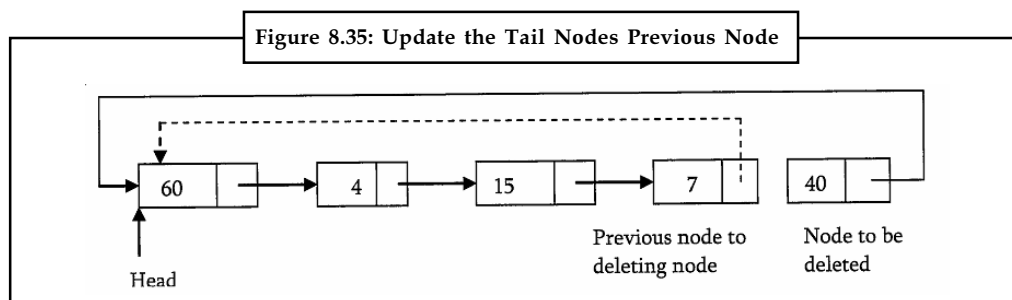 Figure 8.35: Update the Tail Nodes Previous Node
60 4 15 7 40
Previous node to
deleting node
Node to be
deleted
Head